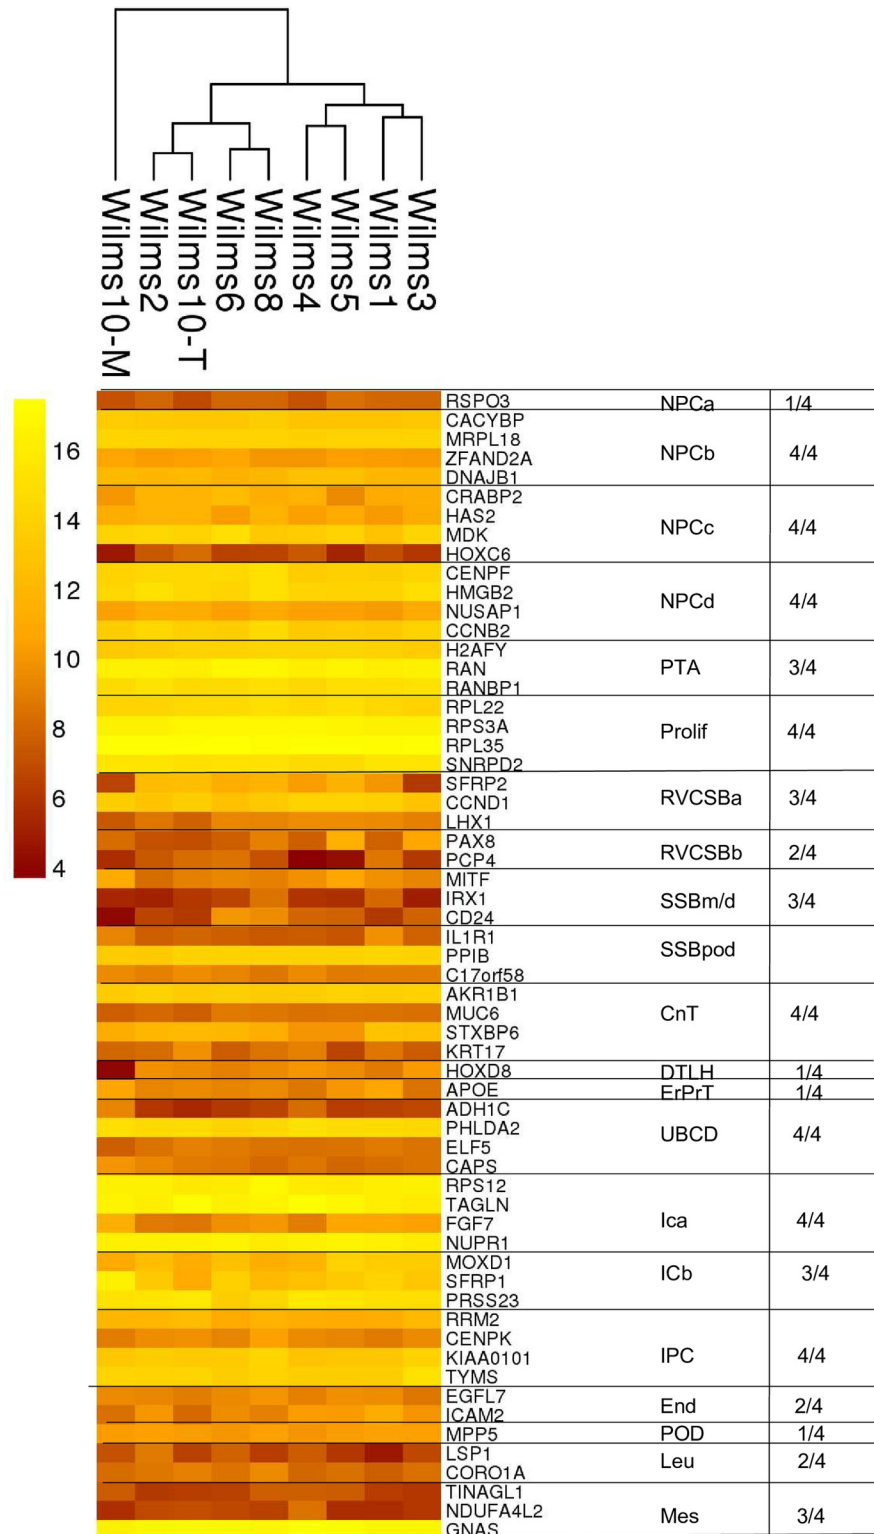 Wilms10-M
Wilms2
Wilms10-T
Wilms6
Wilms8
Wilms4
Wilms5
Wilms1
Wilms3
16
14
12
10
8
6
4
RSPO3 NPCa 1/4
CACYBP
MRPL18
ZFAND2A NPCb 4/4
DNAJB1
CRABP2
HAS2 NPCc 4/4
MDK
HOXC6
CENPF
HMGB2 NPCd 4/4
NUSAP1
CCNB2
H2AFY
RAN PTA 3/4
RANBP1
RPL22
RPS3A Prolif 4/4
RPL35
SNRPD2
SFRP2
CCND1 RVCSBa 3/4
LHX1
PAX8 RVCSBb 2/4
PCP4
MITF
IRX1 SSBm/d 3/4
CD24
IL1R1
PPIB SSBpod
C17orf58
AKR1B1
MUC6 CnT 4/4
STXBP6
KRT17
HOXD8 DTLH 1/4
APOE ErPrT 1/4
ADH1C
PHLDA2 UBCD 4/4
ELF5
CAPS
RPS12
TAGLN
FGF7 Ica 4/4
NUPR1
MOXD1 ICb 3/4
SFRP1
PRSS23
RRM2
CENPK
KIAA0101 IPC 4/4
TYMS
EGFL7 End 2/4
ICAM2
MPP5 POD 1/4
LSP1 Leu 2/4
CORO1A
TINAGL1
NDUFA4L2 Mes 3/4
GNAS